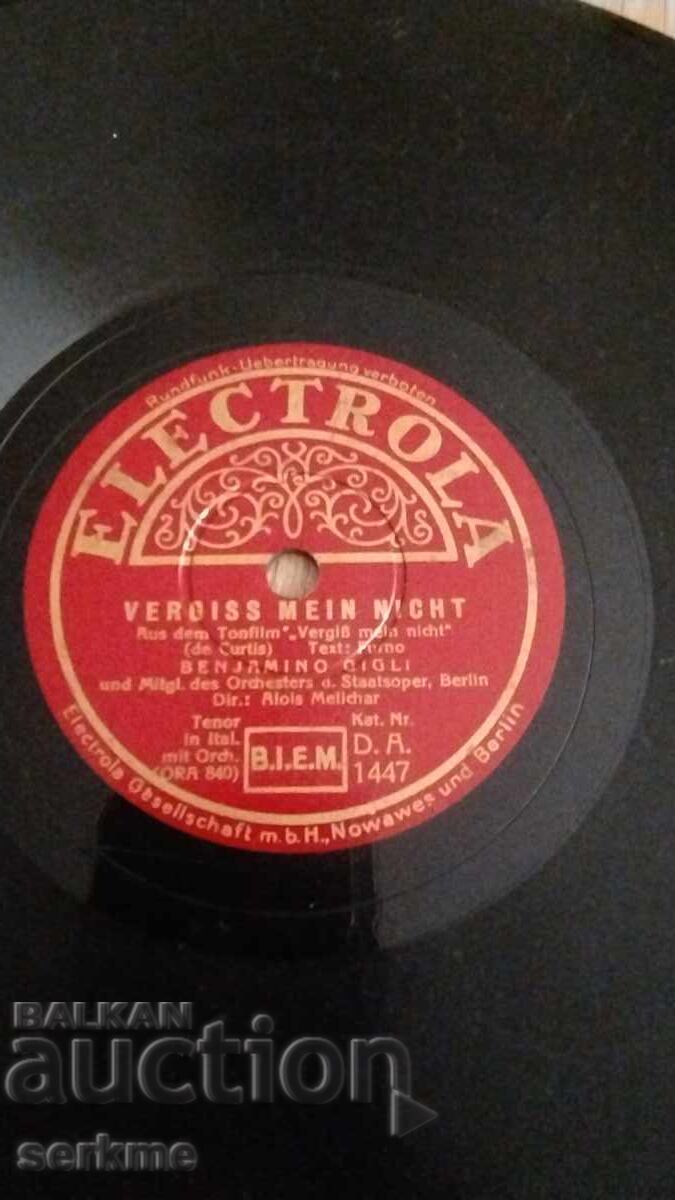 Rundfunk-Uebertragung verboten
ELECTROLA
VERGISS MEIN NICHT
Aus dem Tonfilm "Vergiß mein nicht"
(de Curtis) Text: Furno
BENJAMINO GIGLI
und Mitgl. des Orchesters d. Staatsoper, Berlin
Dir.: Alois Melichar
Tenor
in Ital.
mit Orch.
(ORA 840)
B.I.E.M.
Kat. Nr.
D.A.
1447
Electrola Gesellschaft m.b.H., Nowawes und Berlin
BALKAN
auction
serkme